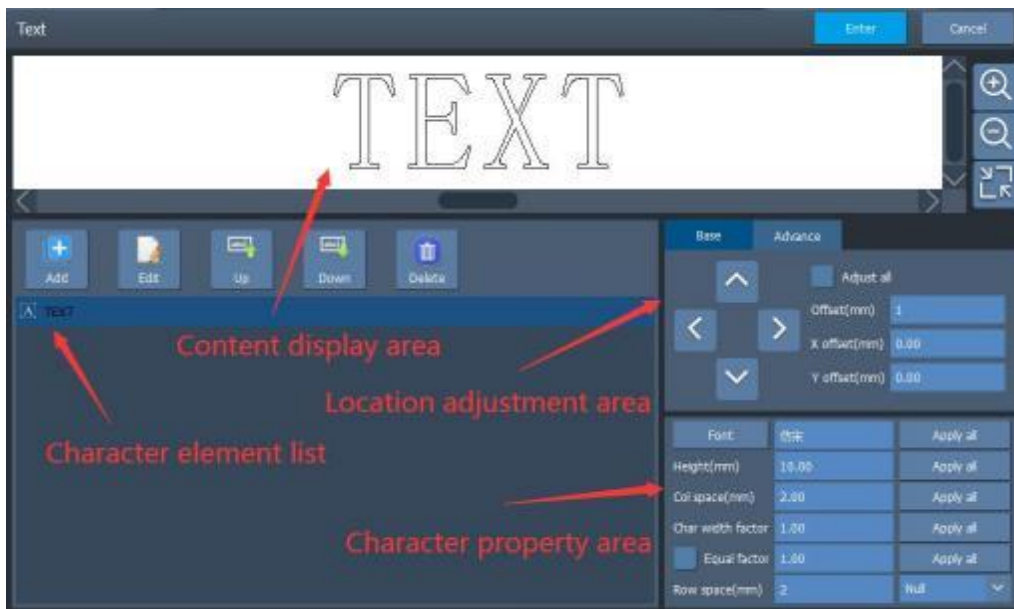 Text
Enter
Cancel
TEXT
Add
Edit
Up
Down
Delete
TEXT
Content display area
Location adjustment area
Character element list
Character property area
Base
Advance
Adjust all
Offset(mm) 1
X offset(mm) 0.00
Y offset(mm) 0.00
Font 仿宋 Apply all
Height(mm) 10.00 Apply all
Col space(mm) 2.00 Apply all
Char width factor 1.00 Apply all
Equal factor 1.00 Apply all
Row space(mm) 2 Null